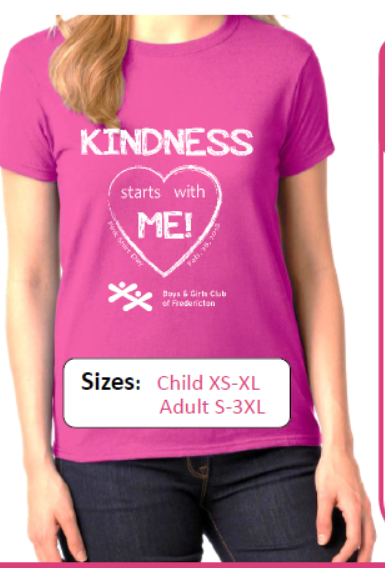 KINDNESS
starts with
ME!
Pink Shirt Day
Feb. 28, 2018
Boys & Girls Club
of Fredericton
Sizes: Child XS-XL
Adult S-3XL